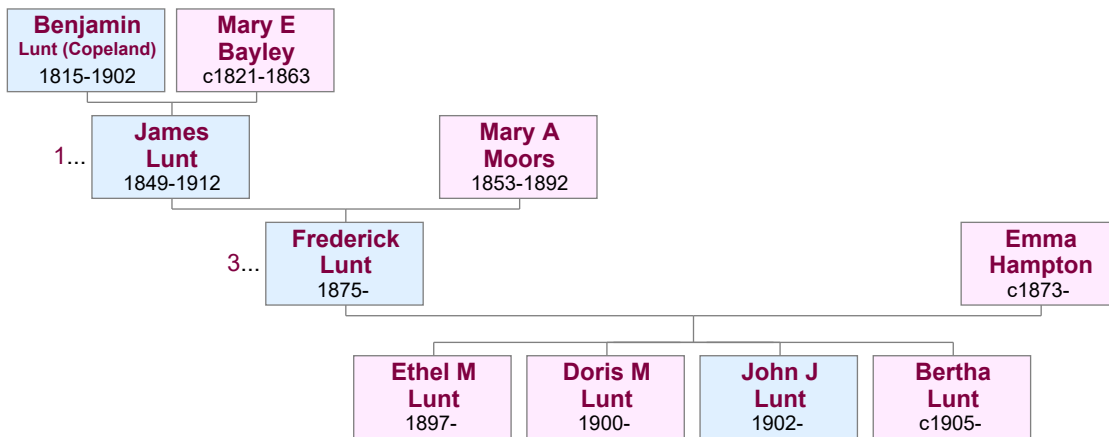 Benjamin
Lunt (Copeland)
1815-1902
Mary E
Bayley
c1821-1863
1...
James
Lunt
1849-1912
Mary A
Moors
1853-1892
3...
Frederick
Lunt
1875-
Emma
Hampton
c1873-
Ethel M
Lunt
1897-
Doris M
Lunt
1900-
John J
Lunt
1902-
Bertha
Lunt
c1905-